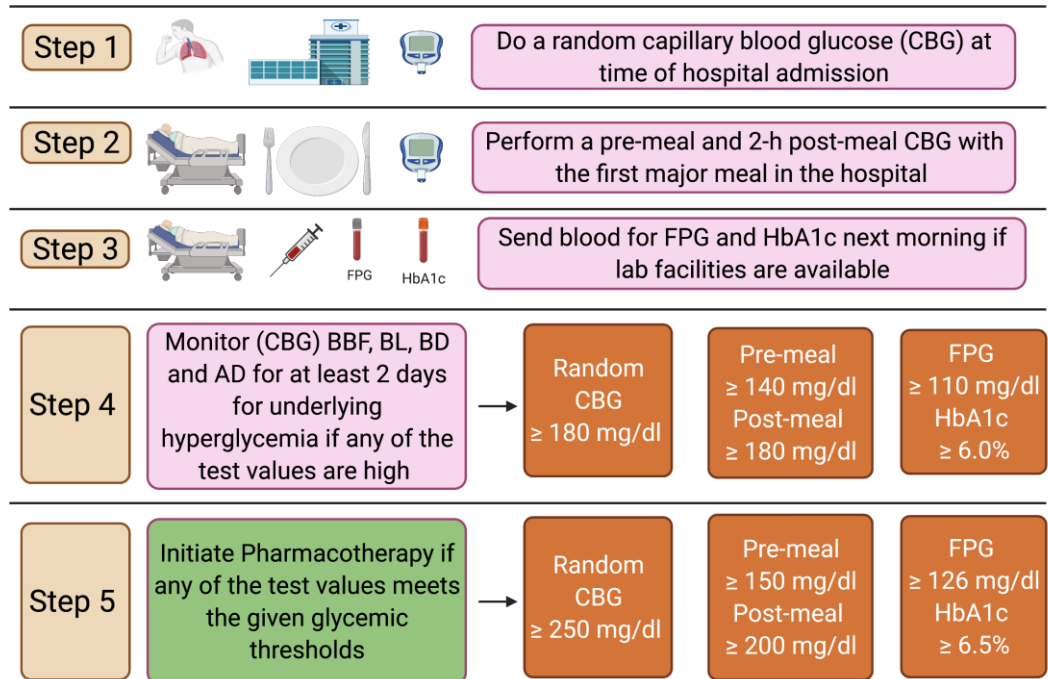 Step 1
Do a random capillary blood glucose (CBG) at
time of hospital admission
Step 2
Perform a pre-meal and 2-h post-meal CBG with
the first major meal in the hospital
Step 3
FPG
HbA1c
Send blood for FPG and HbA1c next morning if
lab facilities are available
Step 4
Monitor (CBG) BBF, BL, BD
and AD for at least 2 days
for underlying
hyperglycemia if any of the
test values are high
Random
CBG
≥ 180 mg/dl
Pre-meal
≥ 140 mg/dl
Post-meal
≥ 180 mg/dl
FPG
≥ 110 mg/dl
HbA1c
≥ 6.0%
Step 5
Initiate Pharmacotherapy if
any of the test values meets
the given glycemic
thresholds
Random
CBG
≥ 250 mg/dl
Pre-meal
≥ 150 mg/dl
Post-meal
≥ 200 mg/dl
FPG
≥ 126 mg/dl
HbA1c
≥ 6.5%